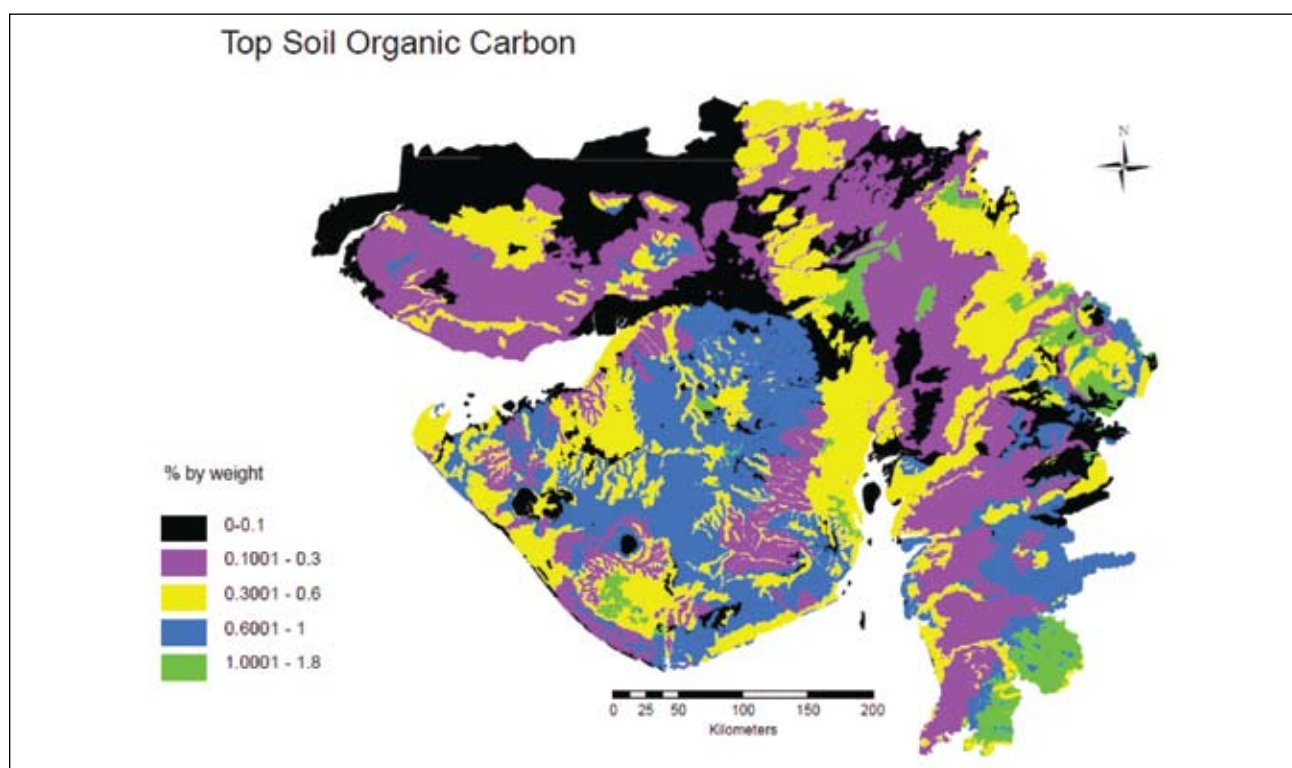 Top Soil Organic Carbon
N
% by weight
0-0.1
0.1001 - 0.3
0.3001 - 0.6
0.6001 - 1
1.0001 - 1.8
0 25 50 100 150 200
Kilometers